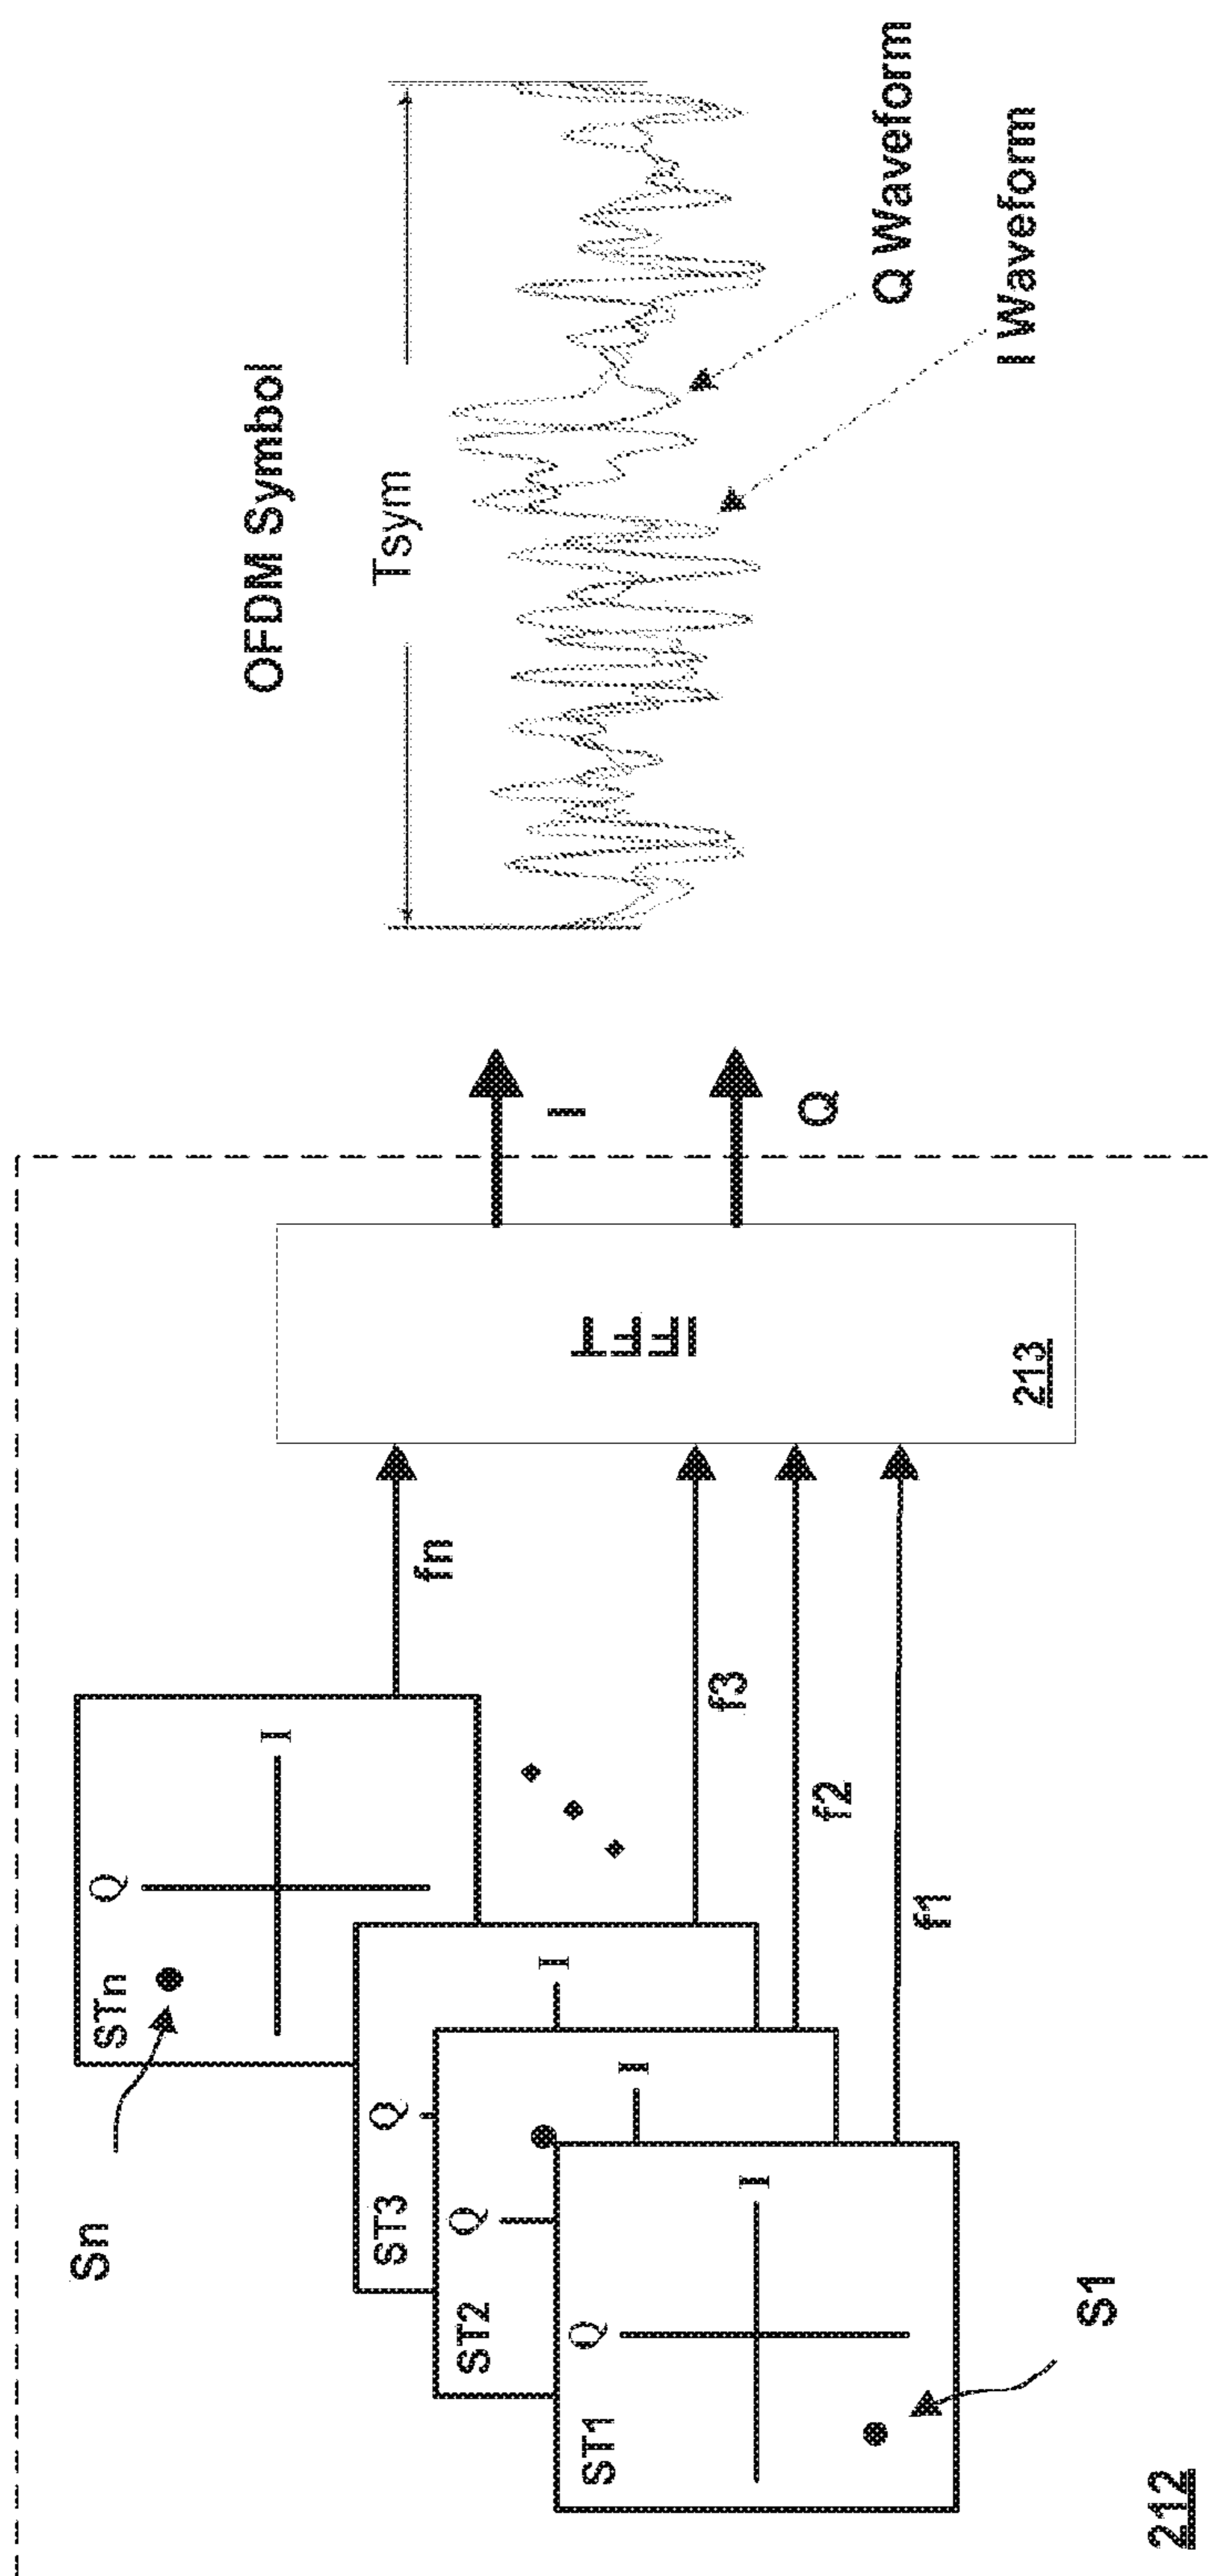 OFDM Symbol
Tsym
Q Waveform
I Waveform
STn
Q
I
Sn
fn
ST3
Q
I
f3
ST2
Q
I
f2
ST1
Q
I
f1
S1
IFFT
213
I
Q
212